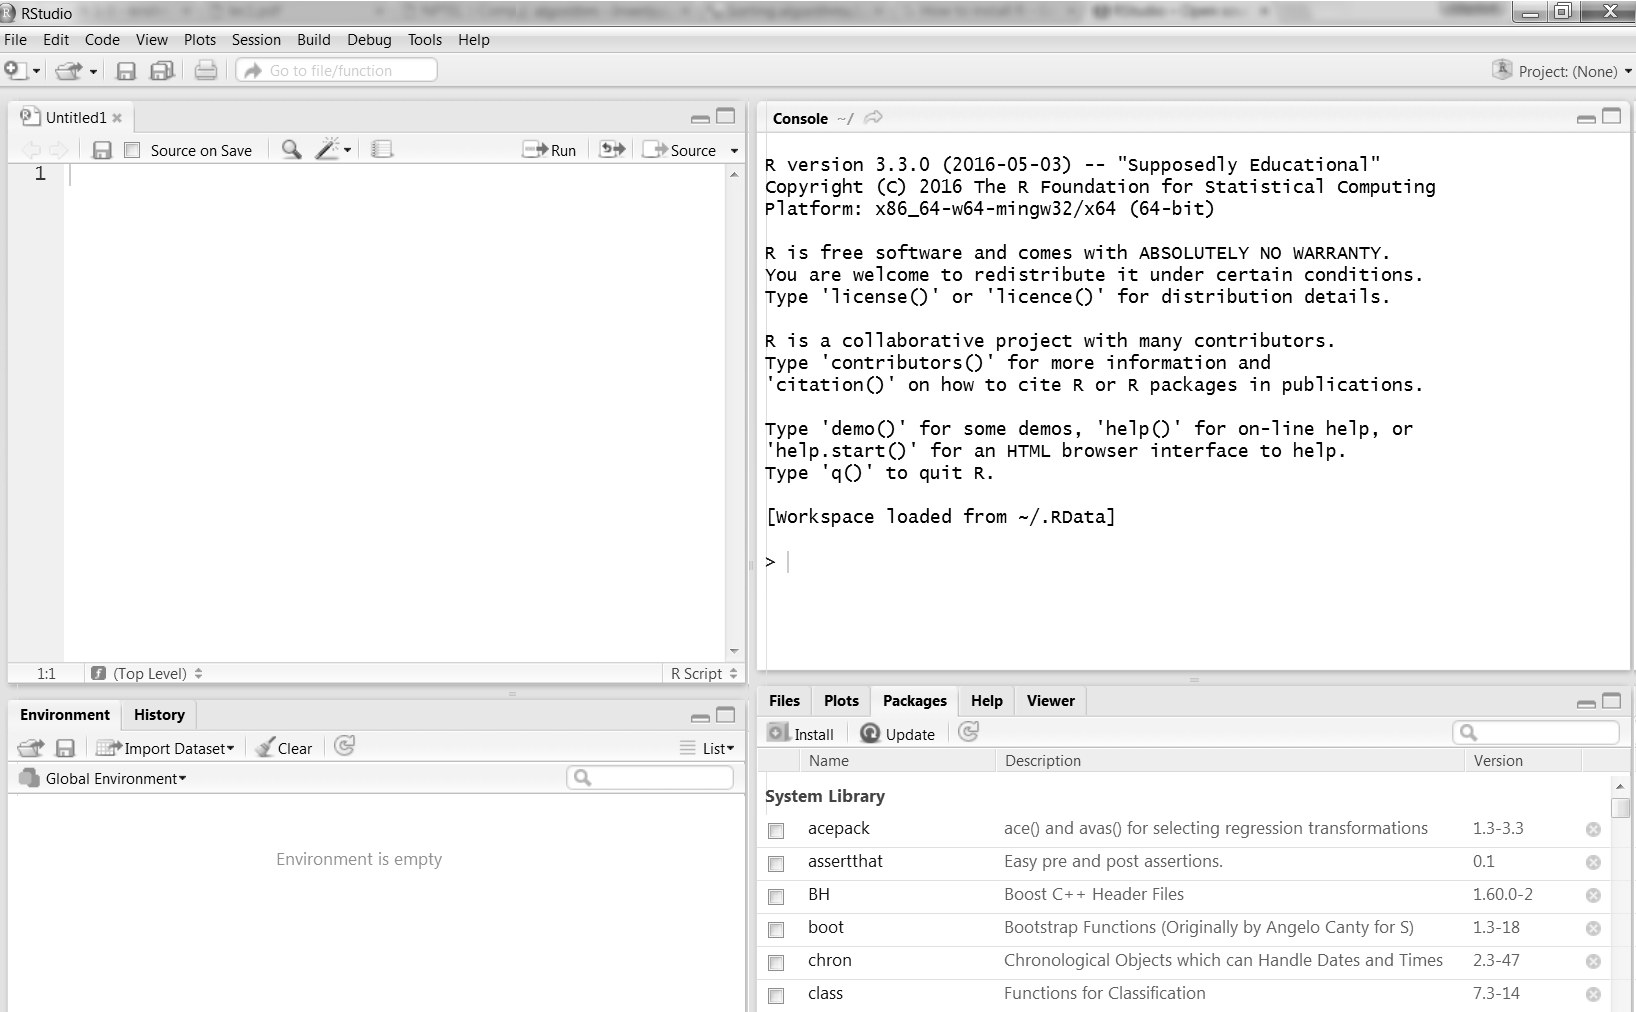 RStudio
File Edit Code View Plots Session Build Debug Tools Help
Go to file/function
Project: (None)
Untitled1
Source on Save Run Source
1
1:1 (Top Level) R Script
Console ~/
R version 3.3.0 (2016-05-03) -- "Supposedly Educational"
Copyright (C) 2016 The R Foundation for Statistical Computing
Platform: x86_64-w64-mingw32/x64 (64-bit)
R is free software and comes with ABSOLUTELY NO WARRANTY.
You are welcome to redistribute it under certain conditions.
Type 'license()' or 'licence()' for distribution details.
R is a collaborative project with many contributors.
Type 'contributors()' for more information and
'citation()' on how to cite R or R packages in publications.
Type 'demo()' for some demos, 'help()' for on-line help, or
'help.start()' for an HTML browser interface to help.
Type 'q()' to quit R.
[Workspace loaded from ~/.RData]
>
Environment History
Import Dataset Clear List
Global Environment
Environment is empty
Files Plots Packages Help Viewer
Install Update
Name Description Version
System Library
acepack ace() and avas() for selecting regression transformations 1.3-3.3
assertthat Easy pre and post assertions. 0.1
BH Boost C++ Header Files 1.60.0-2
boot Bootstrap Functions (Originally by Angelo Canty for S) 1.3-18
chron Chronological Objects which can Handle Dates and Times 2.3-47
class Functions for Classification 7.3-14